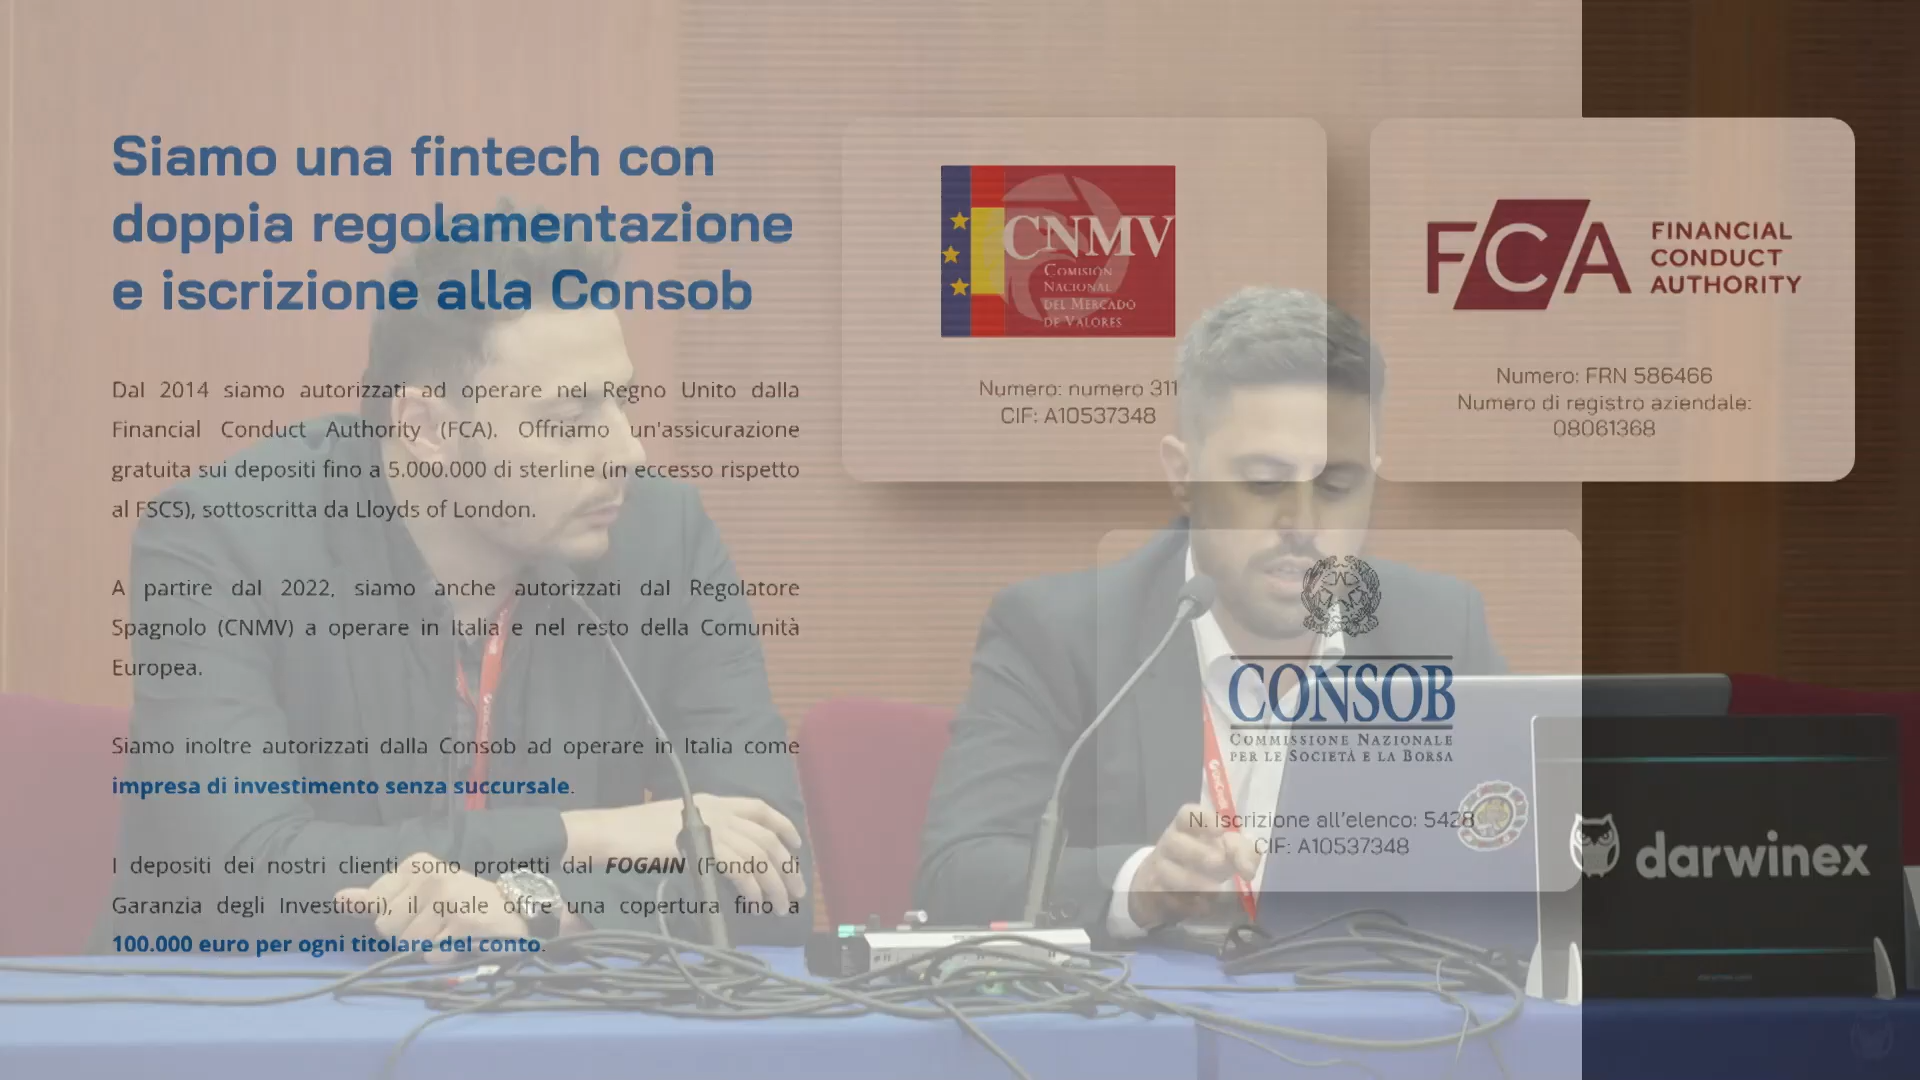 Siamo una fintech con
doppia regolamentazione
e iscrizione alla Consob
Dal 2014 siamo autorizzati ad operare nel Regno Unito dalla
Financial Conduct Authority (FCA). Offriamo un'assicurazione
gratuita sui depositi fino a 5.000.000 di sterline (in eccesso rispetto
al FSCS), sottoscritta da Lloyds of London.
A partire dal 2022, siamo anche autorizzati dal Regolatore
Spagnolo (CNMV) a operare in Italia e nel resto della Comunità
Europea.
Siamo inoltre autorizzati dalla Consob ad operare in Italia come
impresa di investimento senza succursale.
I depositi dei nostri clienti sono protetti dal FOGAIN (Fondo di
Garanzia degli Investitori), il quale offre una copertura fino a
100.000 euro per ogni titolare del conto.
CNMV
COMISIÓN
NACIONAL
DEL MERCADO
DE VALORES
Numero: numero 311
CIF: A10537348
FCA
FINANCIAL
CONDUCT
AUTHORITY
Numero: FRN 586466
Numero di registro aziendale:
08061368
CONSOB
COMMISSIONE NAZIONALE
PER LE SOCIETÀ E LA BORSA
N. iscrizione all'elenco: 5428
CIF: A10537348
darwinex